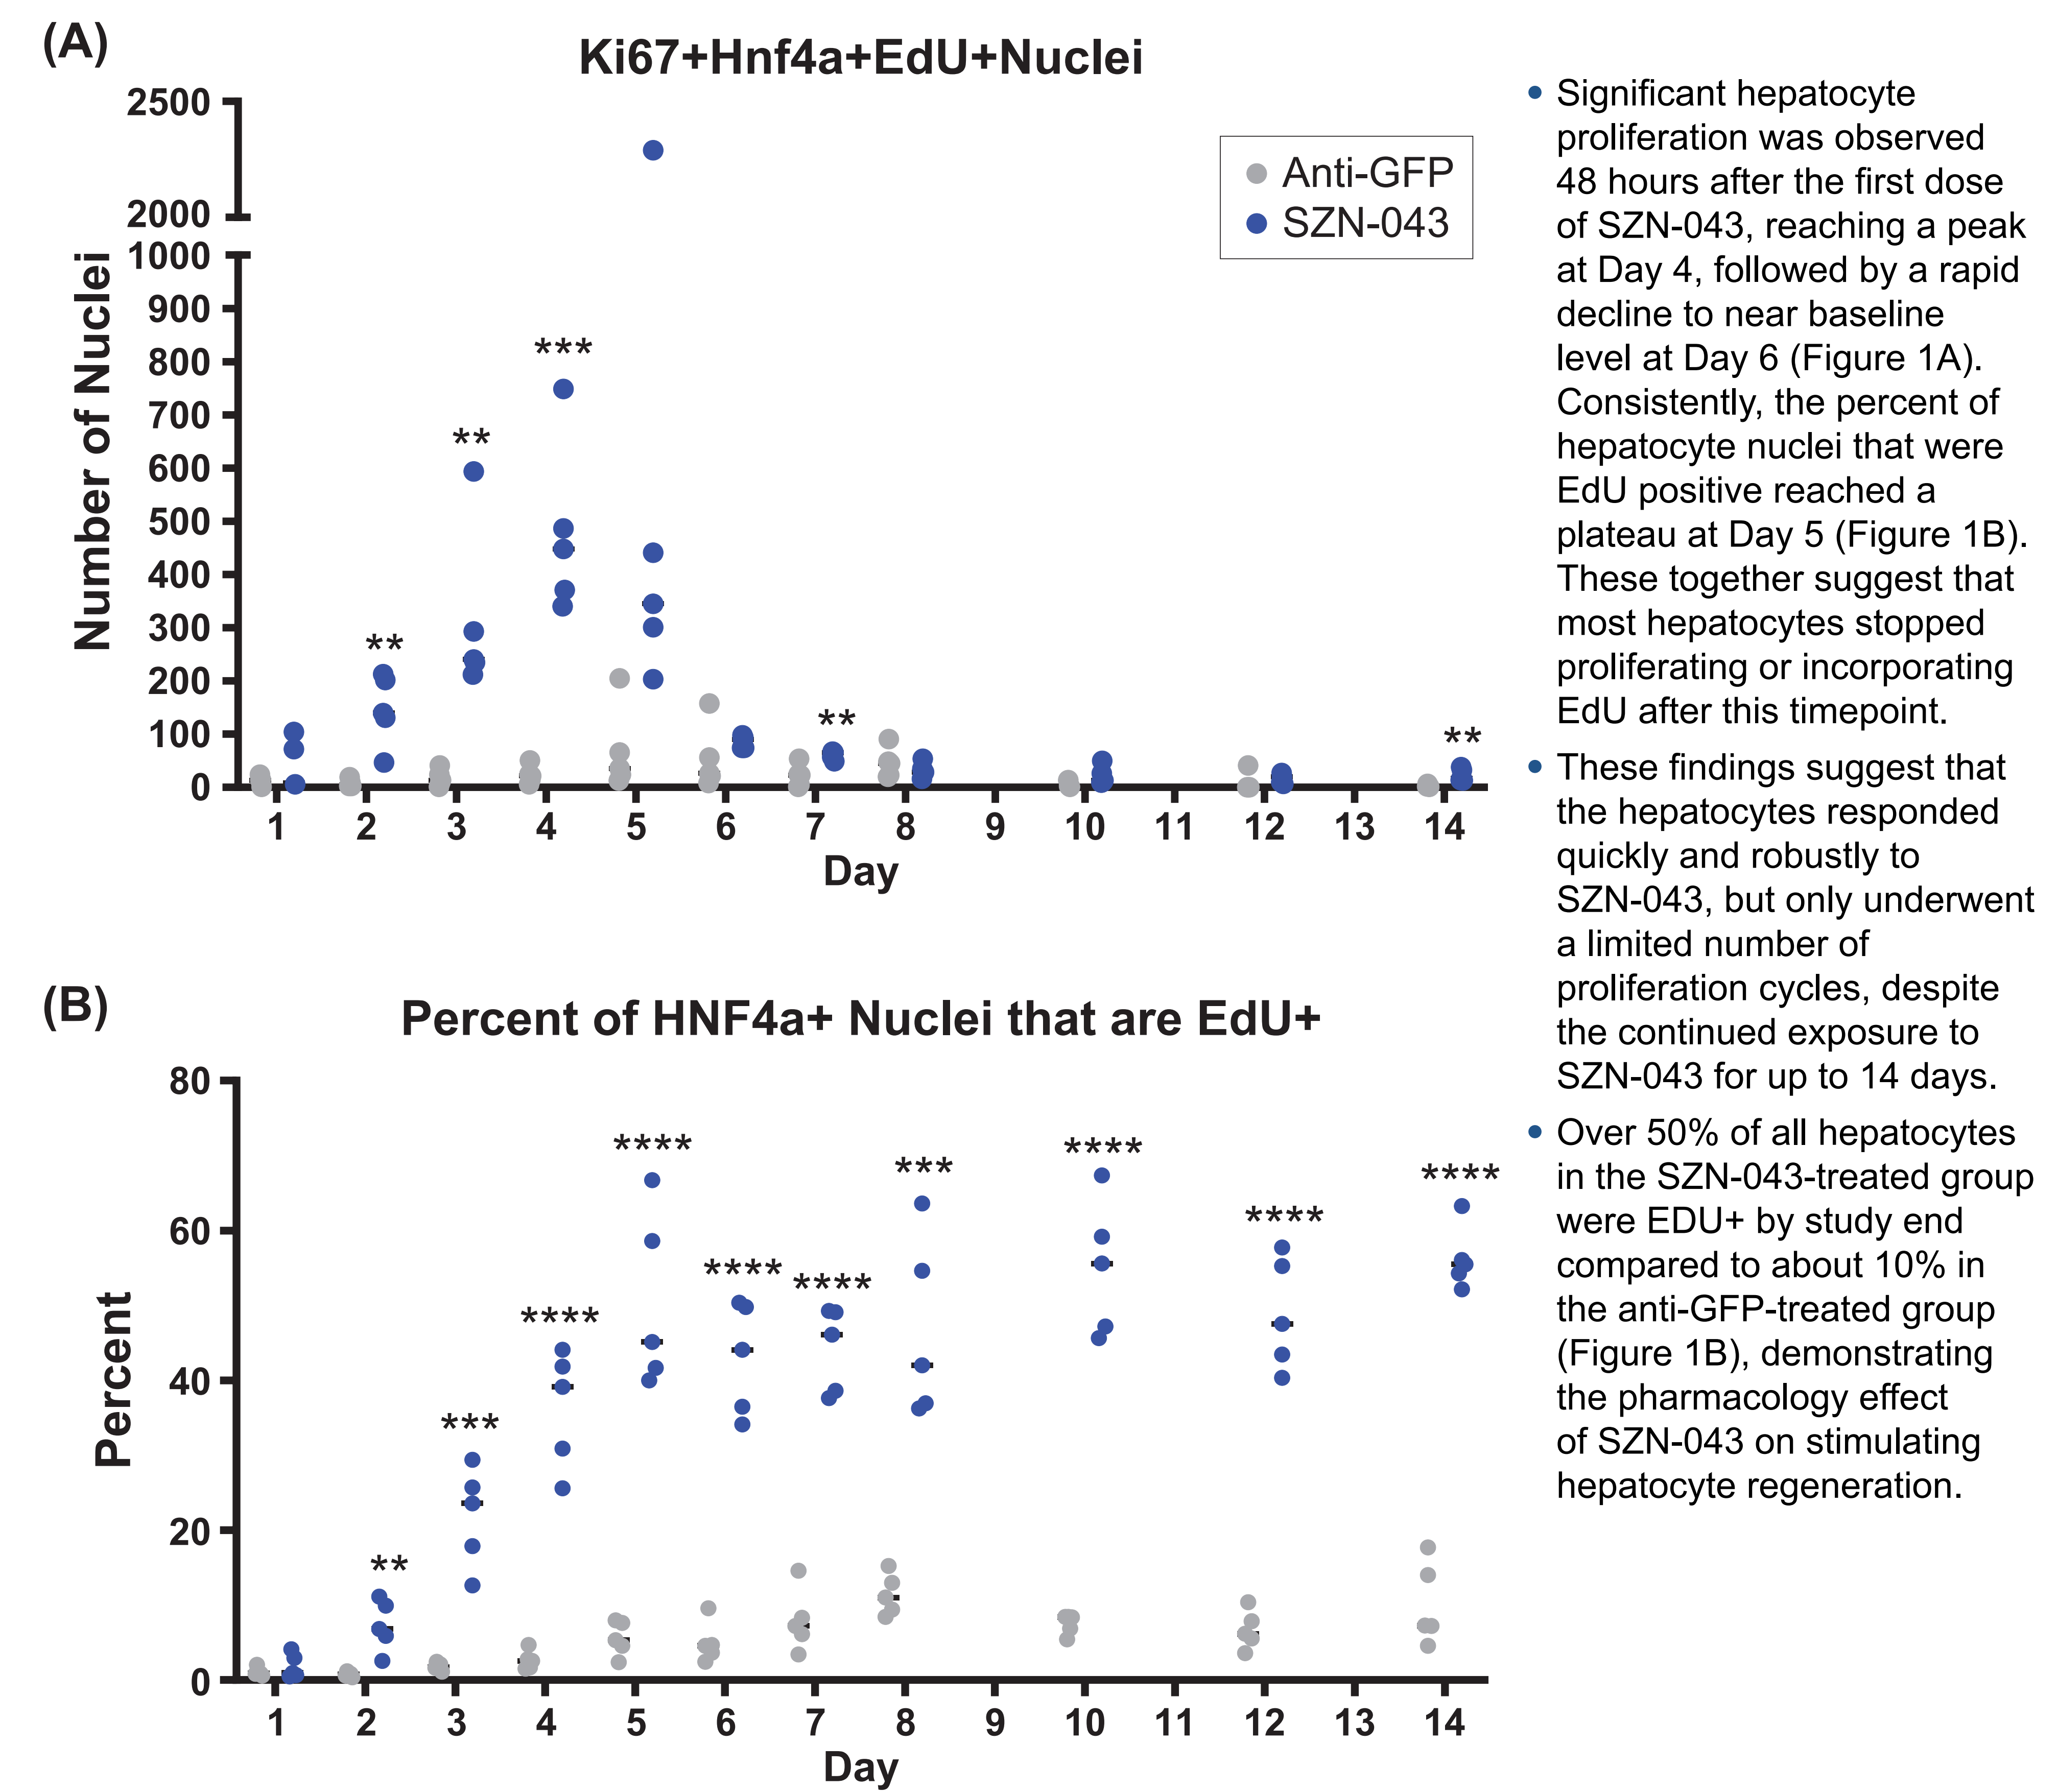 (A)
Ki67+Hnf4a+EdU+Nuclei
2500
2000
1000
900
800
700
600
500
400
300
200
100
0
Number of Nuclei
Anti-GFP
SZN-043
**
**
***
**
**
1 2 3 4 5 6 7 8 9 10 11 12 13 14
Day
(B)
Percent of HNF4a+ Nuclei that are EdU+
80
60
40
20
0
Percent
**
***
****
****
****
****
***
****
****
****
1 2 3 4 5 6 7 8 9 10 11 12 13 14
Day
• Significant hepatocyte
proliferation was observed
48 hours after the first dose
of SZN-043, reaching a peak
at Day 4, followed by a rapid
decline to near baseline
level at Day 6 (Figure 1A).
Consistently, the percent of
hepatocyte nuclei that were
EdU positive reached a
plateau at Day 5 (Figure 1B).
These together suggest that
most hepatocytes stopped
proliferating or incorporating
EdU after this timepoint.
• These findings suggest that
the hepatocytes responded
quickly and robustly to
SZN-043, but only underwent
a limited number of
proliferation cycles, despite
the continued exposure to
SZN-043 for up to 14 days.
• Over 50% of all hepatocytes
in the SZN-043-treated group
were EDU+ by study end
compared to about 10% in
the anti-GFP-treated group
(Figure 1B), demonstrating
the pharmacology effect
of SZN-043 on stimulating
hepatocyte regeneration.